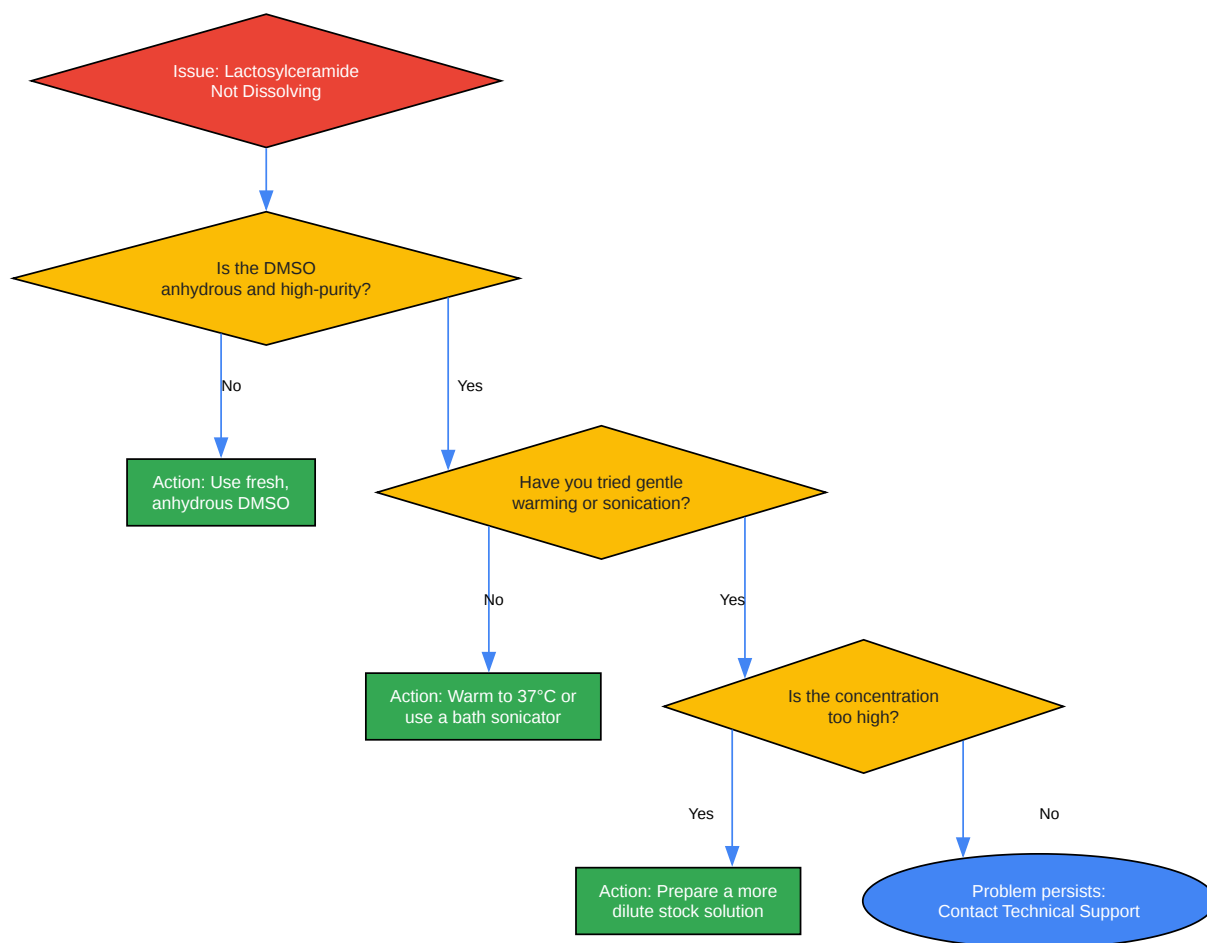 Issue: Lactosylceramide
Not Dissolving
Is the DMSO
anhydrous and high-purity?
No
Yes
Action: Use fresh,
anhydrous DMSO
Have you tried gentle
warming or sonication?
No
Yes
Action: Warm to 37°C or
use a bath sonicator
Is the concentration
too high?
Yes
No
Action: Prepare a more
dilute stock solution
Problem persists:
Contact Technical Support